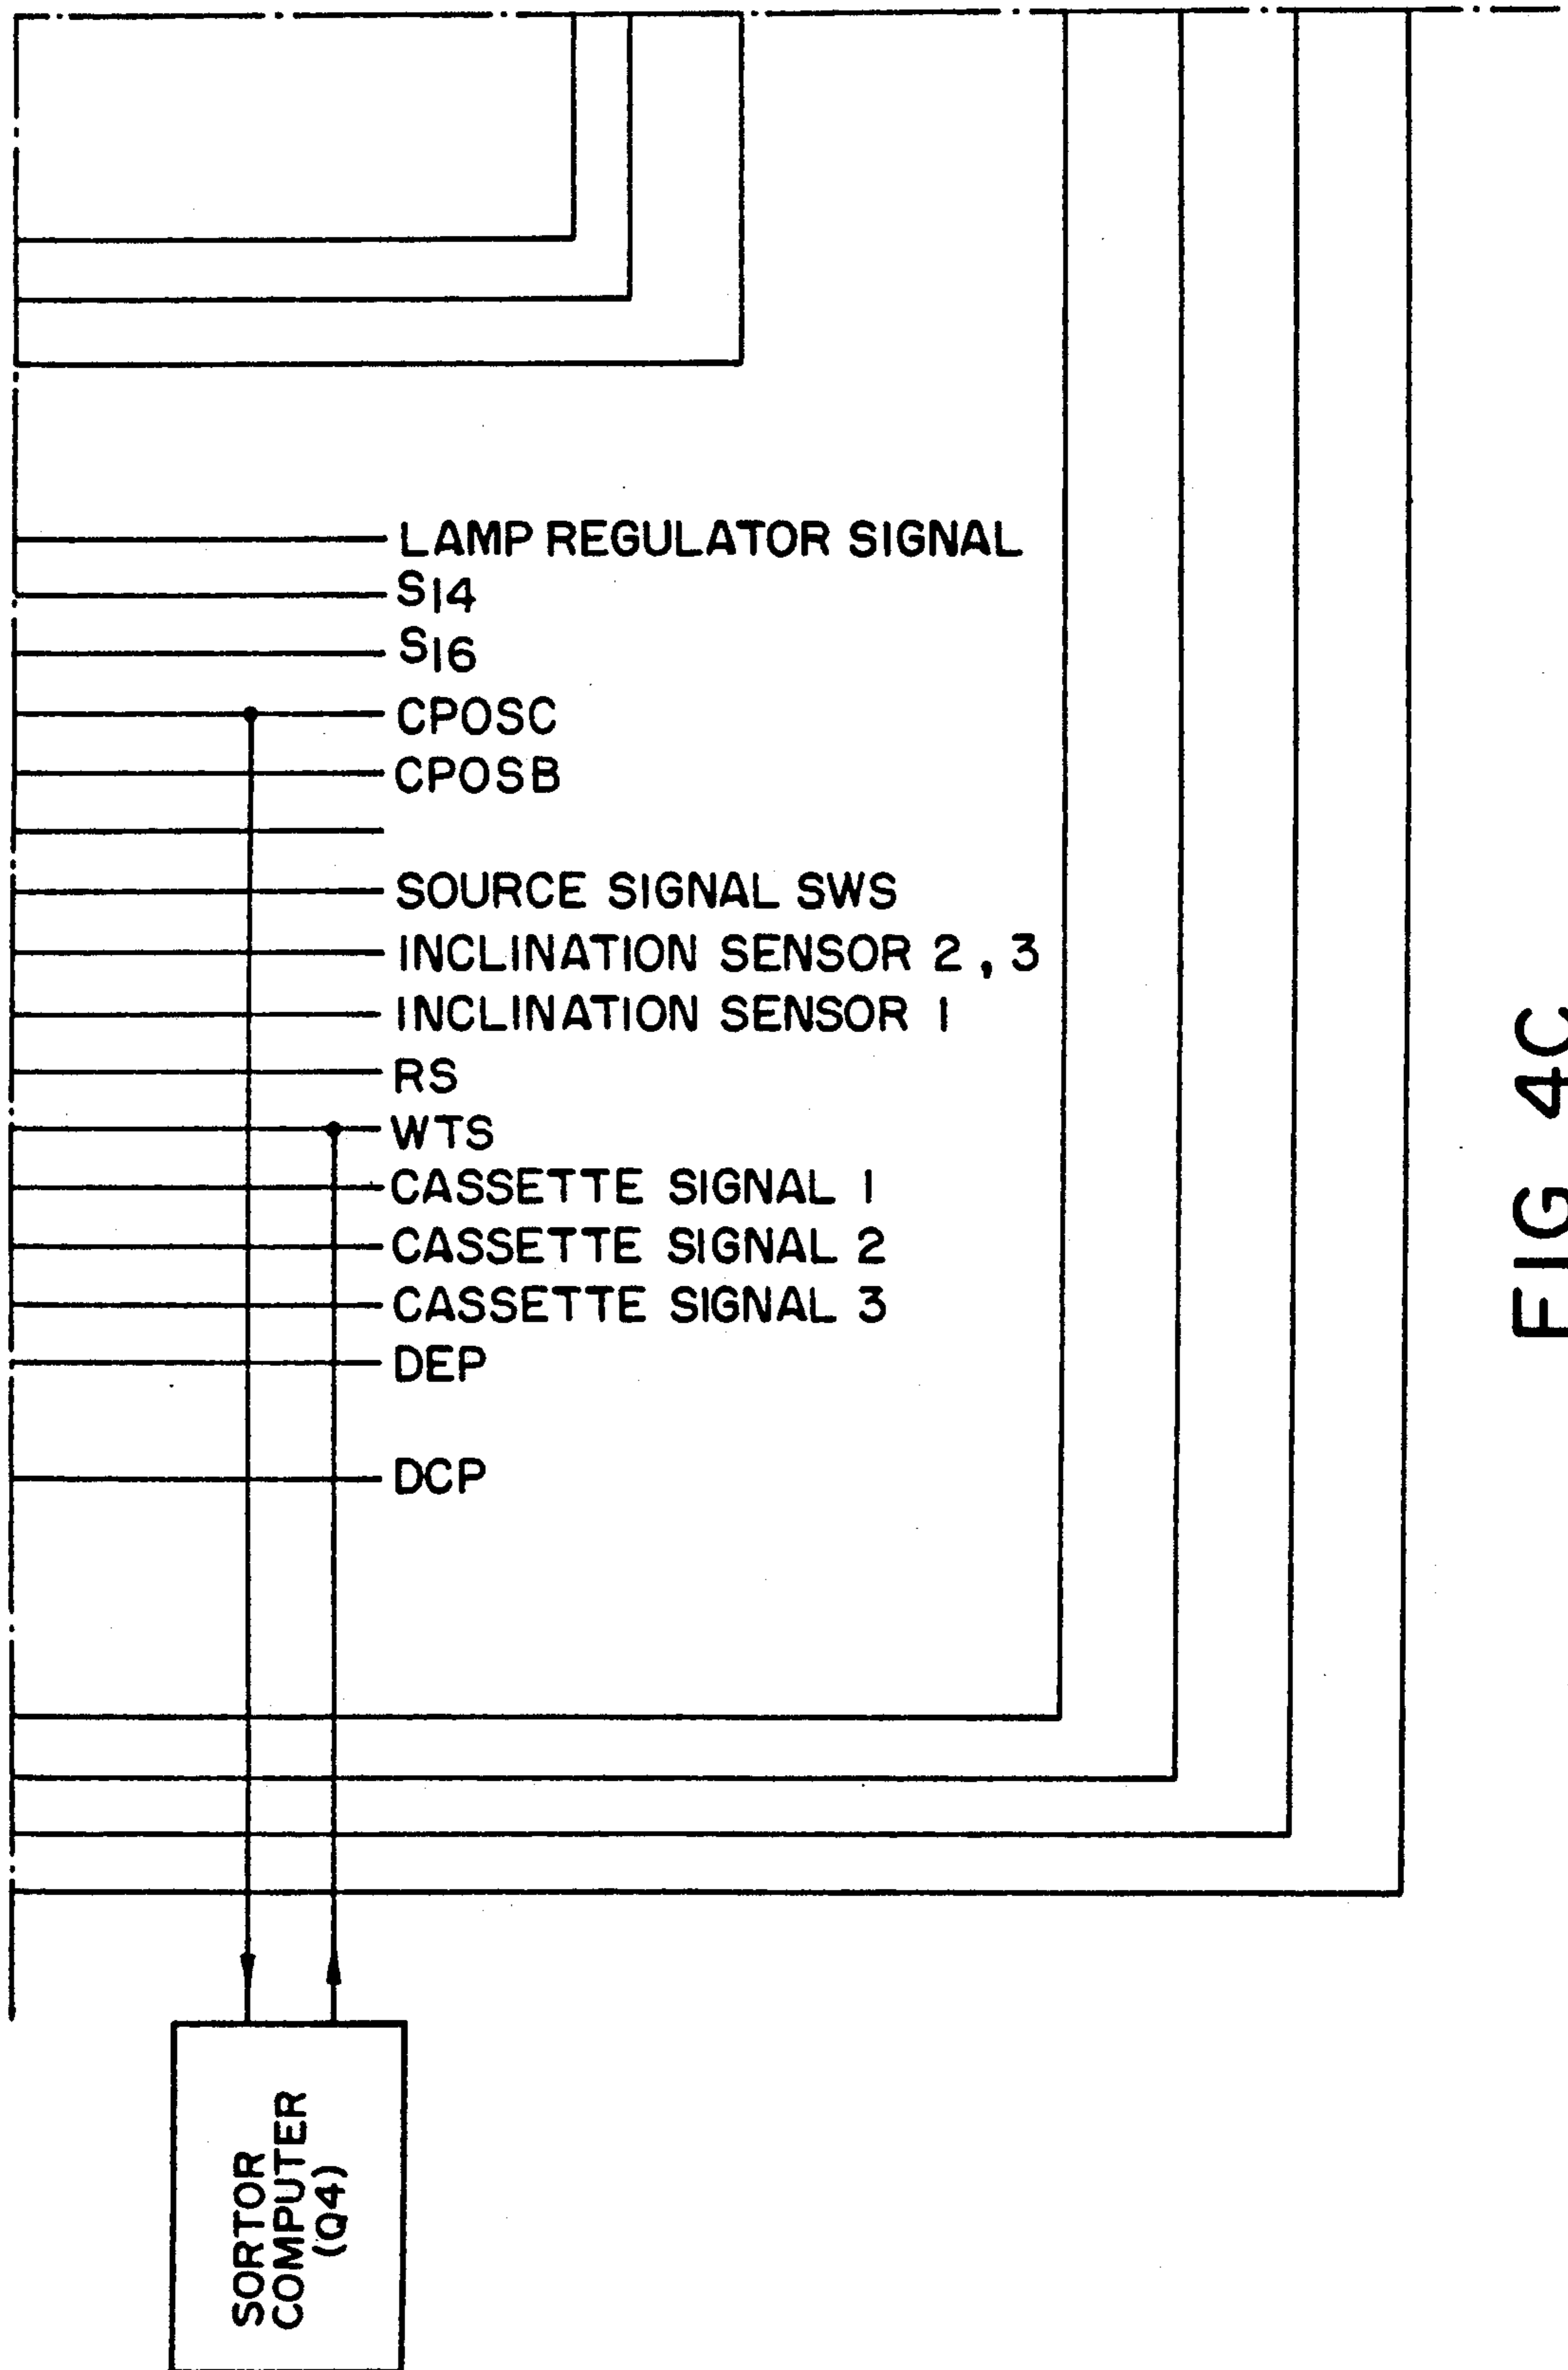 LAMP REGULATOR SIGNAL
S14
S16
CPOSC
CPOSB
SOURCE SIGNAL SWS
INCLINATION SENSOR 2, 3
INCLINATION SENSOR 1
RS
WTS
CASSETTE SIGNAL 1
CASSETTE SIGNAL 2
CASSETTE SIGNAL 3
DEP
DCP
SORTOR
COMPUTER
(Q4)
FIG 4C